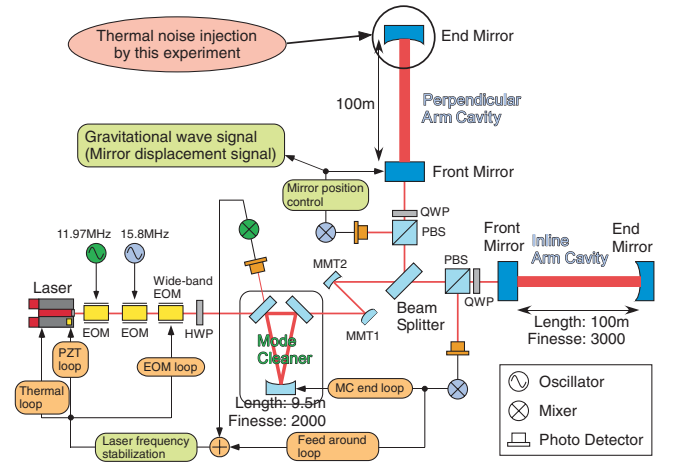 Thermal noise injection
by this experiment
End Mirror
100m
Perpendicular
Arm Cavity
Gravitational wave signal
(Mirror displacement signal)
Front Mirror
Mirror position
control
QWP
PBS
11.97MHz
15.8MHz
Front
Mirror
Inline
Arm Cavity
End
Mirror
PBS
QWP
MMT2
Wide-band
EOM
Laser
EOM
EOM
HWP
MMT1
Beam
Splitter
Length: 100m
Finesse: 3000
Mode
Cleaner
PZT
loop
EOM loop
Thermal
loop
MC end loop
Length: 9.5m
Finesse: 2000
Laser frequency
stabilization
Feed around
loop
Oscillator
Mixer
Photo Detector